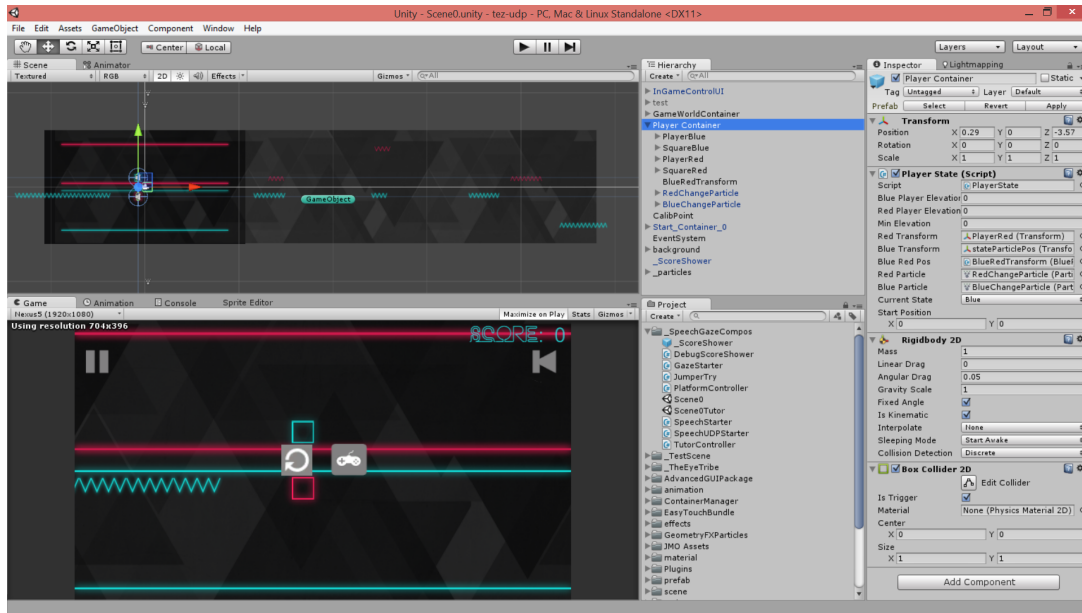 Unity - Scene0.unity - tez-udp - PC, Mac & Linux Standalone <DX11>
File Edit Assets GameObject Component Window Help
Center Local Layers Layout
Scene Animator
Textured RGB 2D Effects Gizmos All
GameObject
Hierarchy
Create All
InGameControlUI
test
GameWorldContainer
Player Container
PlayerBlue
SquareBlue
PlayerRed
SquareRed
BlueRedTransform
RedChangeParticle
BlueChangeParticle
CalibPoint
Start_Container_0
EventSystem
background
_ScoreShower
_particles
Game Animation Console Sprite Editor
Nexus5 (1920x1080) Maximize on Play Stats Gizmos
Using resolution 704x396
SCORE: 0
Project
Create
_SpeechGazeCompos
_ScoreShower
DebugScoreShower
GazeStarter
JumperTry
PlatformController
Scene0
Scene0Tutor
SpeechStarter
SpeechUDPStarter
TutorController
_TestScene
_TheEyeTribe
AdvancedGUIPackage
animation
ContainerManager
EasyTouchBundle
effects
GeometryFXParticles
JMO Assets
material
Plugins
prefab
scene
Inspector Lightmapping
Player Container Static
Tag Untagged Layer Default
Prefab Select Revert Apply
Transform
Position X 0.29 Y 0 Z -3.57
Rotation X 0 Y 0 Z 0
Scale X 1 Y 1 Z 1
Player State (Script)
Script PlayerState
Blue Player Elevation 0
Red Player Elevation 0
Min Elevation 0
Red Transform PlayerRed (Transform)
Blue Transform stateParticlePos (Transfo
Blue Red Pos BlueRedTransform (BlueR
Red Particle RedChangeParticle (Parti
Blue Particle BlueChangeParticle (Part
Current State Blue
Start Position
X 0 Y 0
Rigidbody 2D
Mass 1
Linear Drag 0
Angular Drag 0.05
Gravity Scale 1
Fixed Angle
Is Kinematic
Interpolate None
Sleeping Mode Start Awake
Collision Detection Discrete
Box Collider 2D
Edit Collider
Is Trigger
Material None (Physics Material 2D)
Center
X 0 Y 0
Size
X 1 Y 1
Add Component